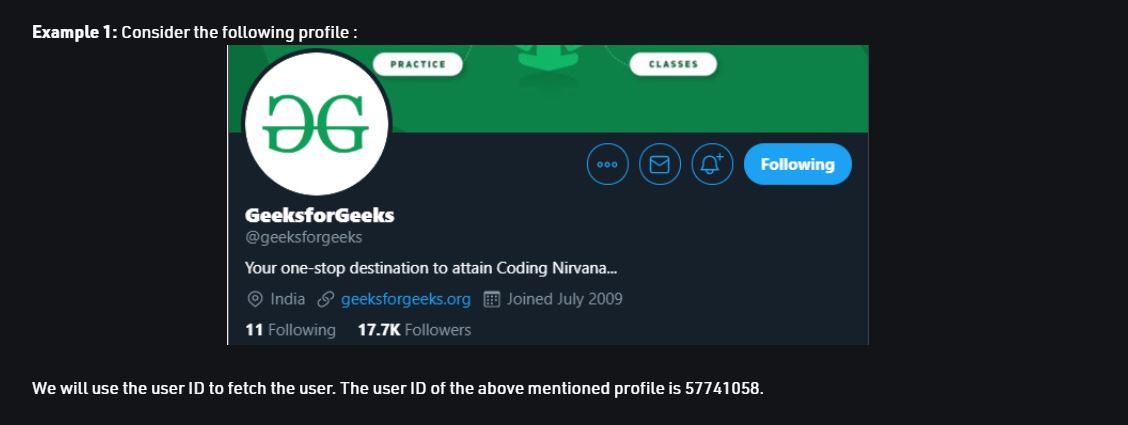 Example 1: Consider the following profile :
PRACTICE
CLASSES
Following
GeeksforGeeks
@geeksforgeeks
Your one-stop destination to attain Coding Nirvana...
India geeksforgeeks.org Joined July 2009
11 Following 17.7K Followers
We will use the user ID to fetch the user. The user ID of the above mentioned profile is 57741058.